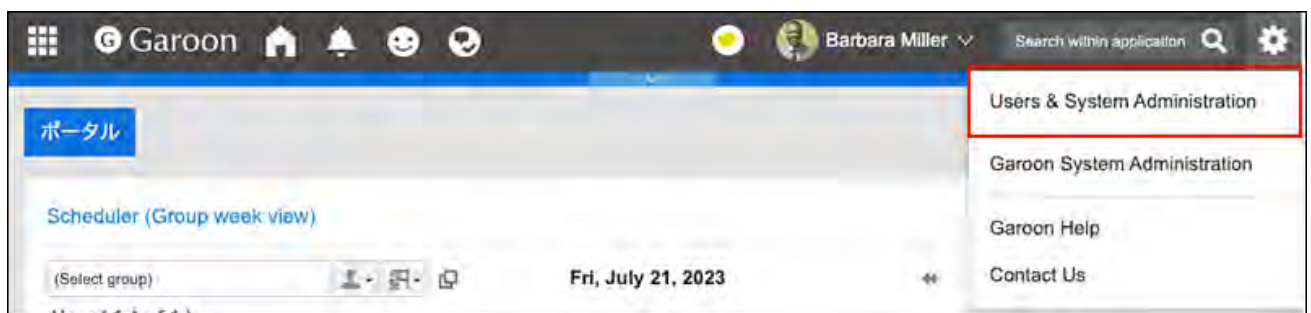 Garoon
Barbara Miller
Search within application
Users & System Administration
ポータル
Garoon System Administration
Scheduler (Group week view)
Garoon Help
(Select group)
Fri, July 21, 2023
Contact Us